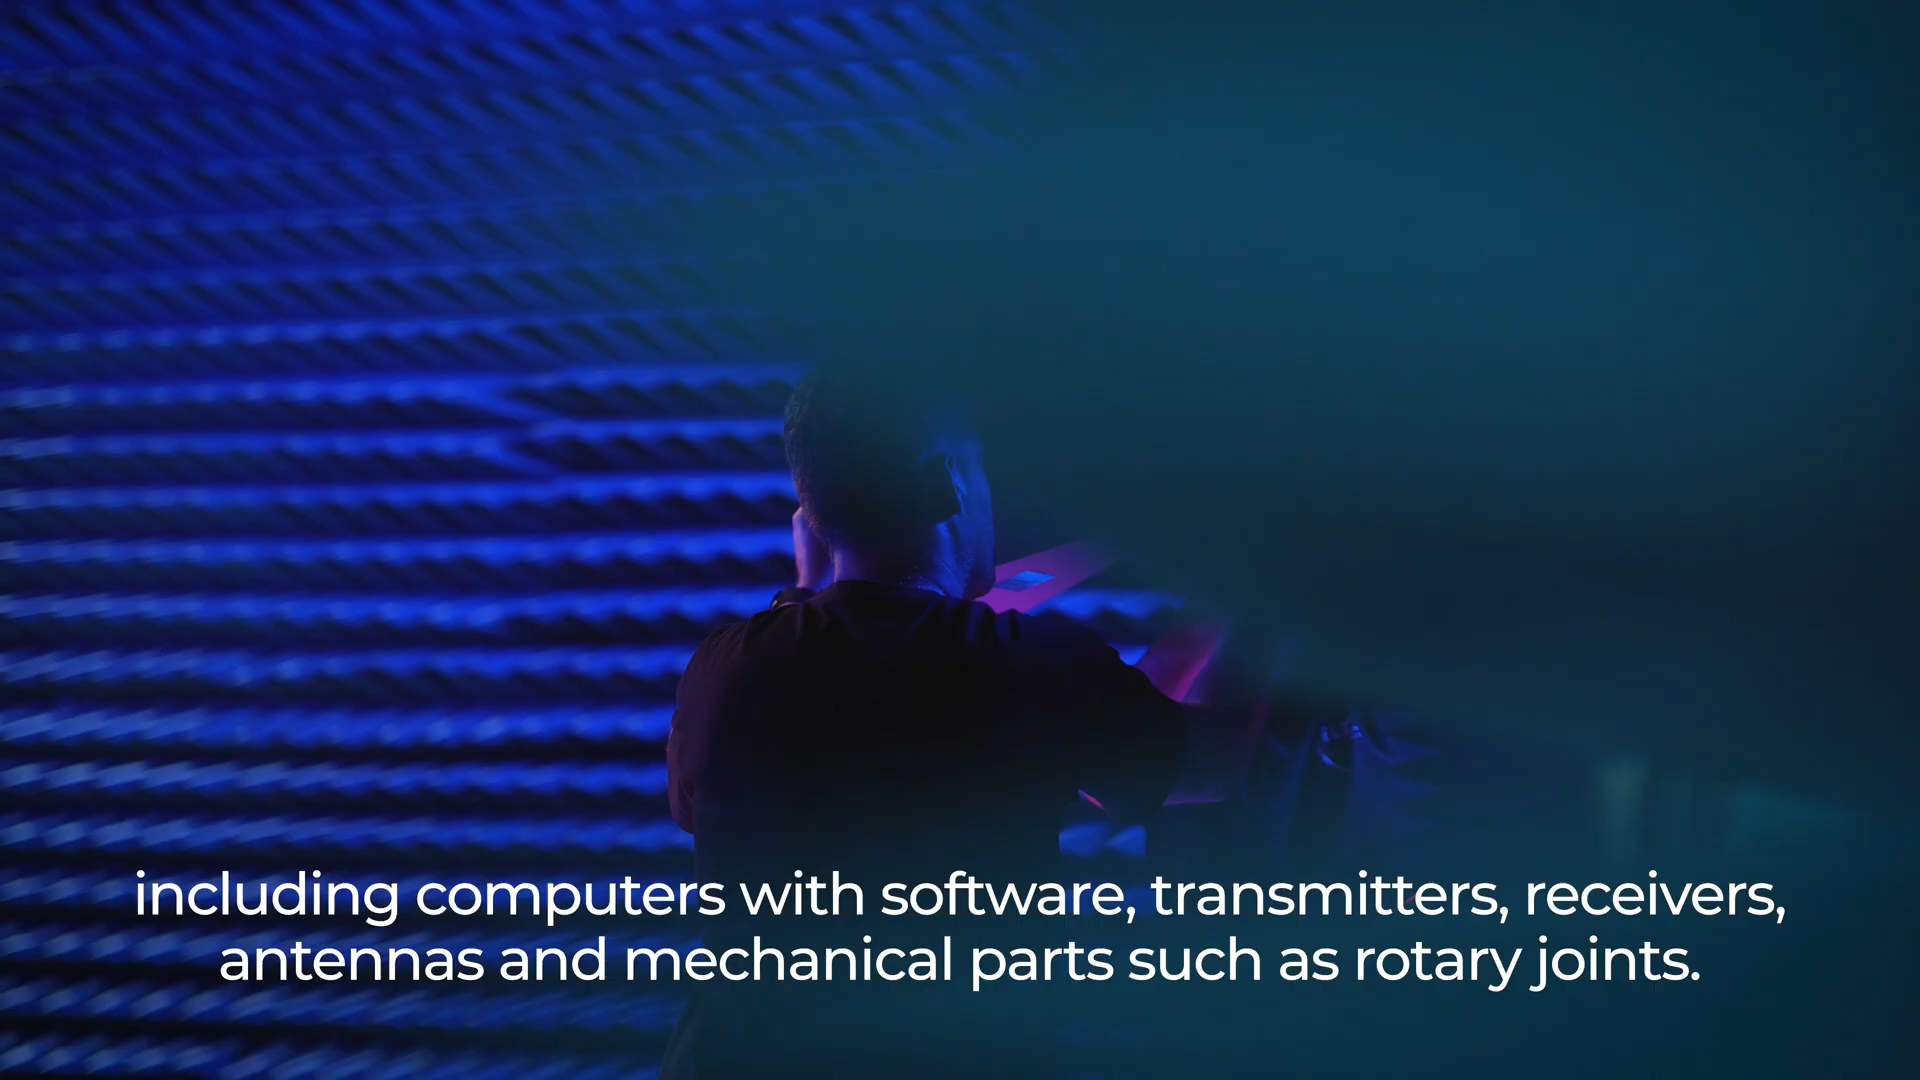 including computers with software, transmitters, receivers,
antennas and mechanical parts such as rotary joints.